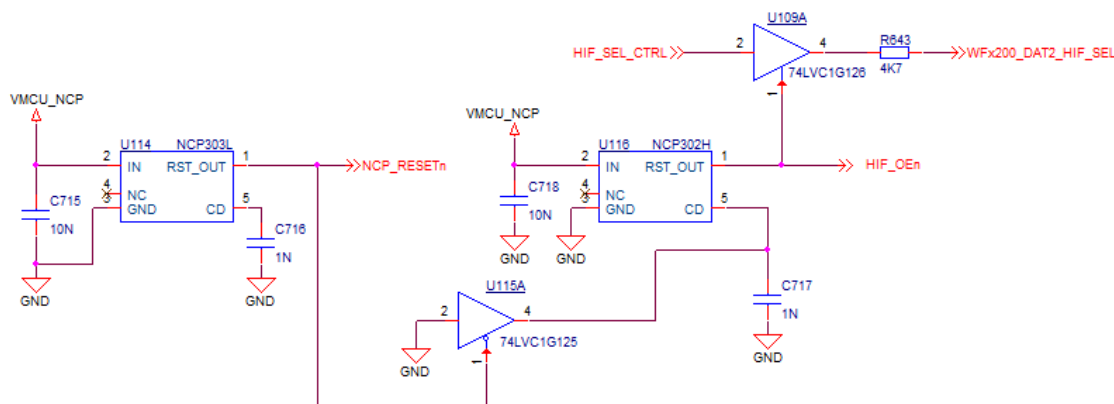 U109A
HIF_SEL_CTRL
2
4
R643
WFx200_DAT2_HIF_SEL
74LVC1G126
4K7
1
VMCU_NCP
VMCU_NCP
U114
NCP303L
U116
NCP302H
2
IN
RST_OUT
1
NCP_RESETn
2
IN
RST_OUT
1
HIF_OEn
C715
4
NC
3
GND
CD
5
C718
4
NC
3
GND
CD
5
10N
C716
10N
1N
GND
GND
GND
GND
U115A
C717
2
4
1N
74LVC1G125
GND
1
GND